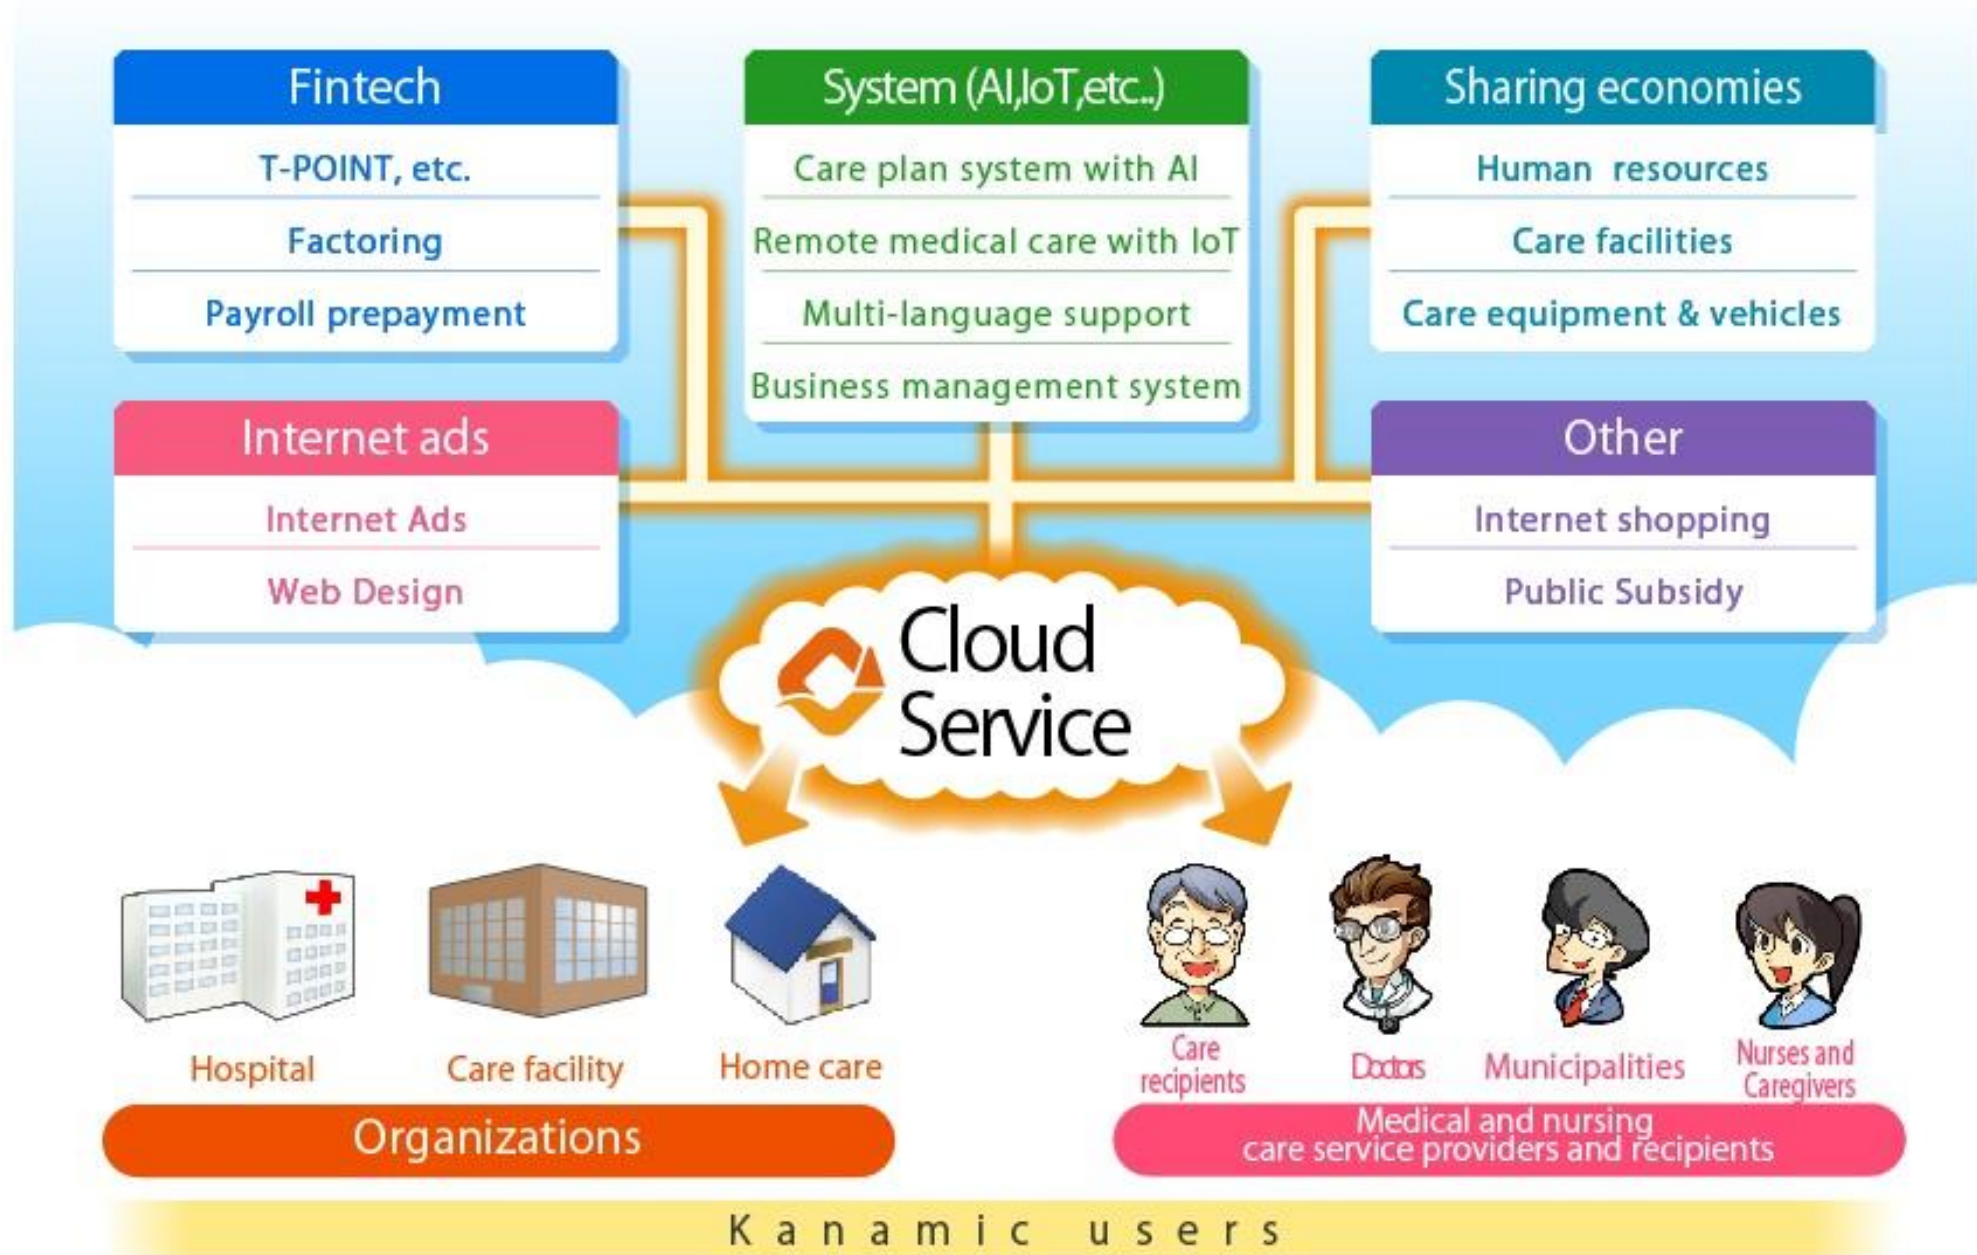 Fintech
T-POINT, etc.
Factoring
Payroll prepayment
System (AI,IoT,etc..)
Care plan system with AI
Remote medical care with IoT
Multi-language support
Business management system
Sharing economies
Human resources
Care facilities
Care equipment & vehicles
Internet ads
Internet Ads
Web Design
Other
Internet shopping
Public Subsidy
Cloud
Service
Hospital
Care facility
Home care
Organizations
Care
recipients
Doctors
Municipalities
Nurses and
Caregivers
Medical and nursing
care service providers and recipients
Kanamic users